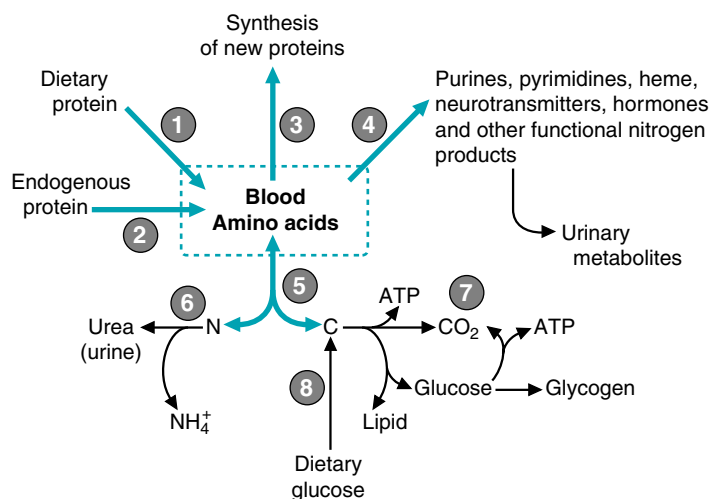 Synthesis
of new proteins
Dietary
protein
1
3
4
Purines, pyrimidines, heme,
neurotransmitters, hormones
and other functional nitrogen
products
Endogenous
protein
2
Blood
Amino acids
Urinary
metabolites
5
6
7
ATP
Urea
(urine)
N
C
CO₂
ATP
8
Glucose
Glycogen
NH₄⁺
Lipid
Dietary
glucose